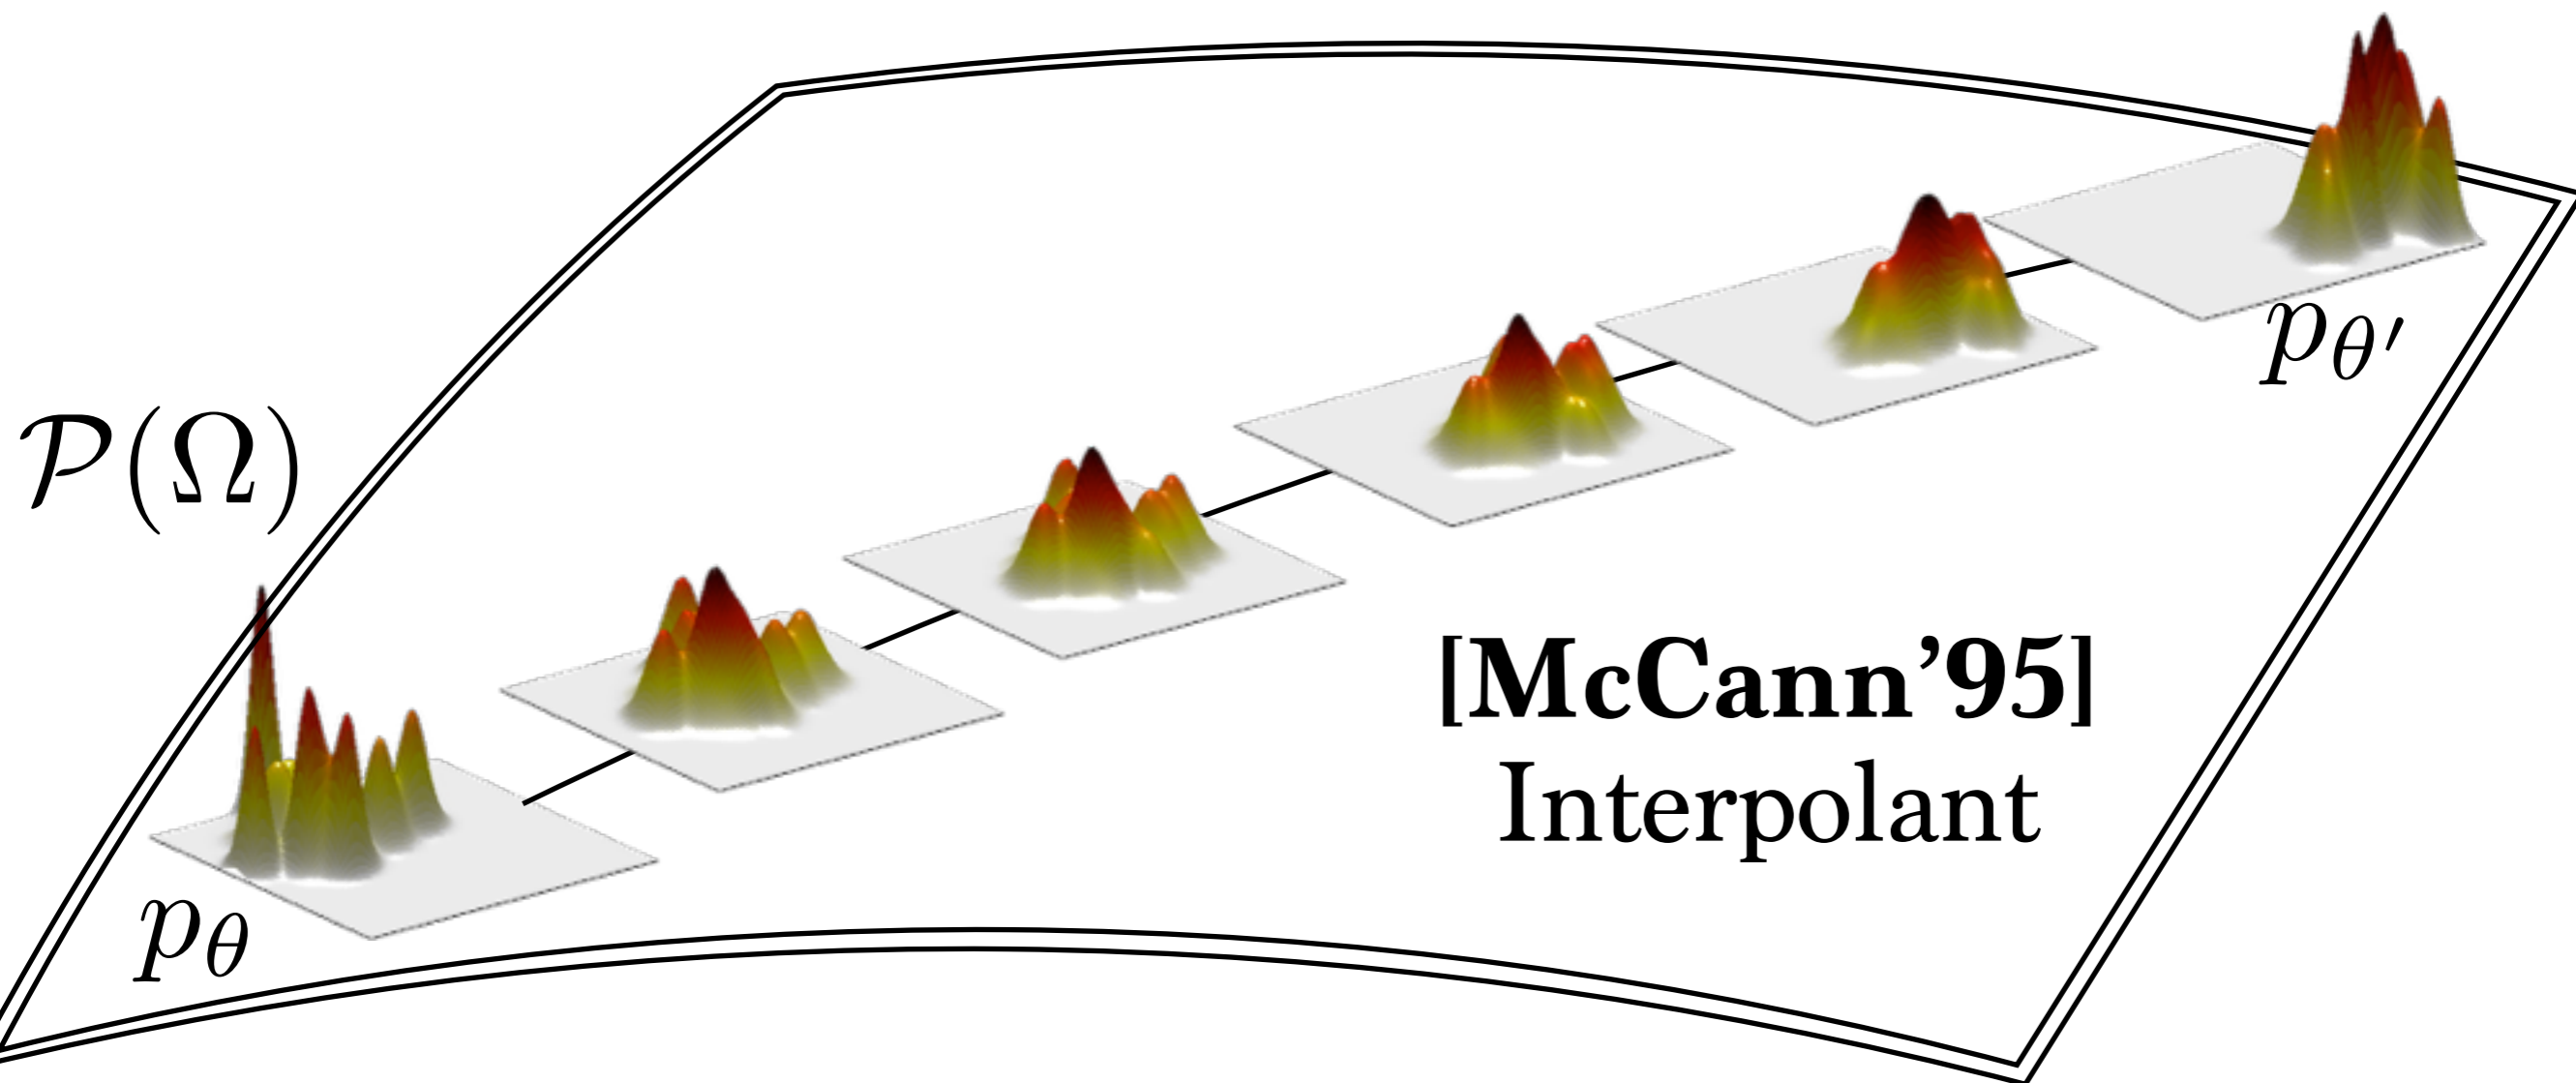 𝒫(Ω)
p_θ
p_θ′
[McCann’95]
Interpolant